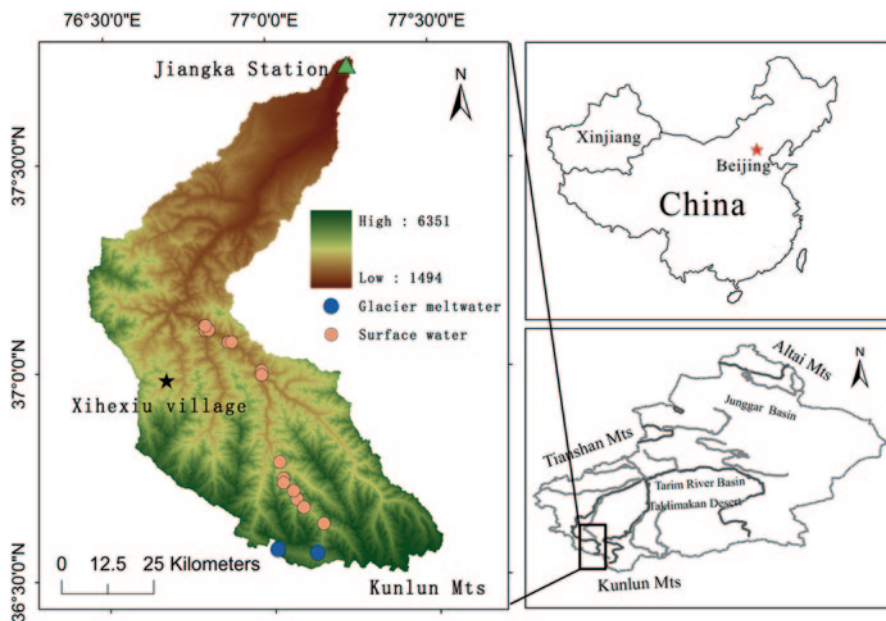 76°30'0"E
77°0'0"E
77°30'0"E
37°30'0"N
37°0'0"N
36°30'0"N
Jiangka Station
N
High : 6351
Low : 1494
Glacier meltwater
Surface water
Xihexiu village
0 12.5 25 Kilometers
Kunlun Mts
Xinjiang
Beijing
China
N
Altai Mts
Junggar Basin
Tianshan Mts
Tarim River Basin
Taklimakan Desert
Kunlun Mts